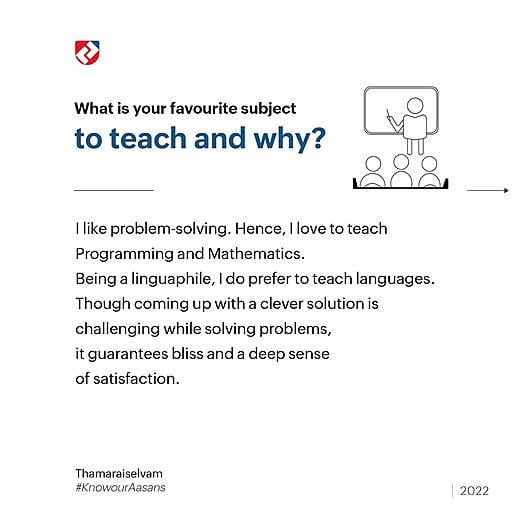 What is your favourite subject
to teach and why?
I like problem-solving. Hence, I love to teach
Programming and Mathematics.
Being a linguaphile, I do prefer to teach languages.
Though coming up with a clever solution is
challenging while solving problems,
it guarantees bliss and a deep sense
of satisfaction.
Thamaraiselvam
#KnowourAasans
2022